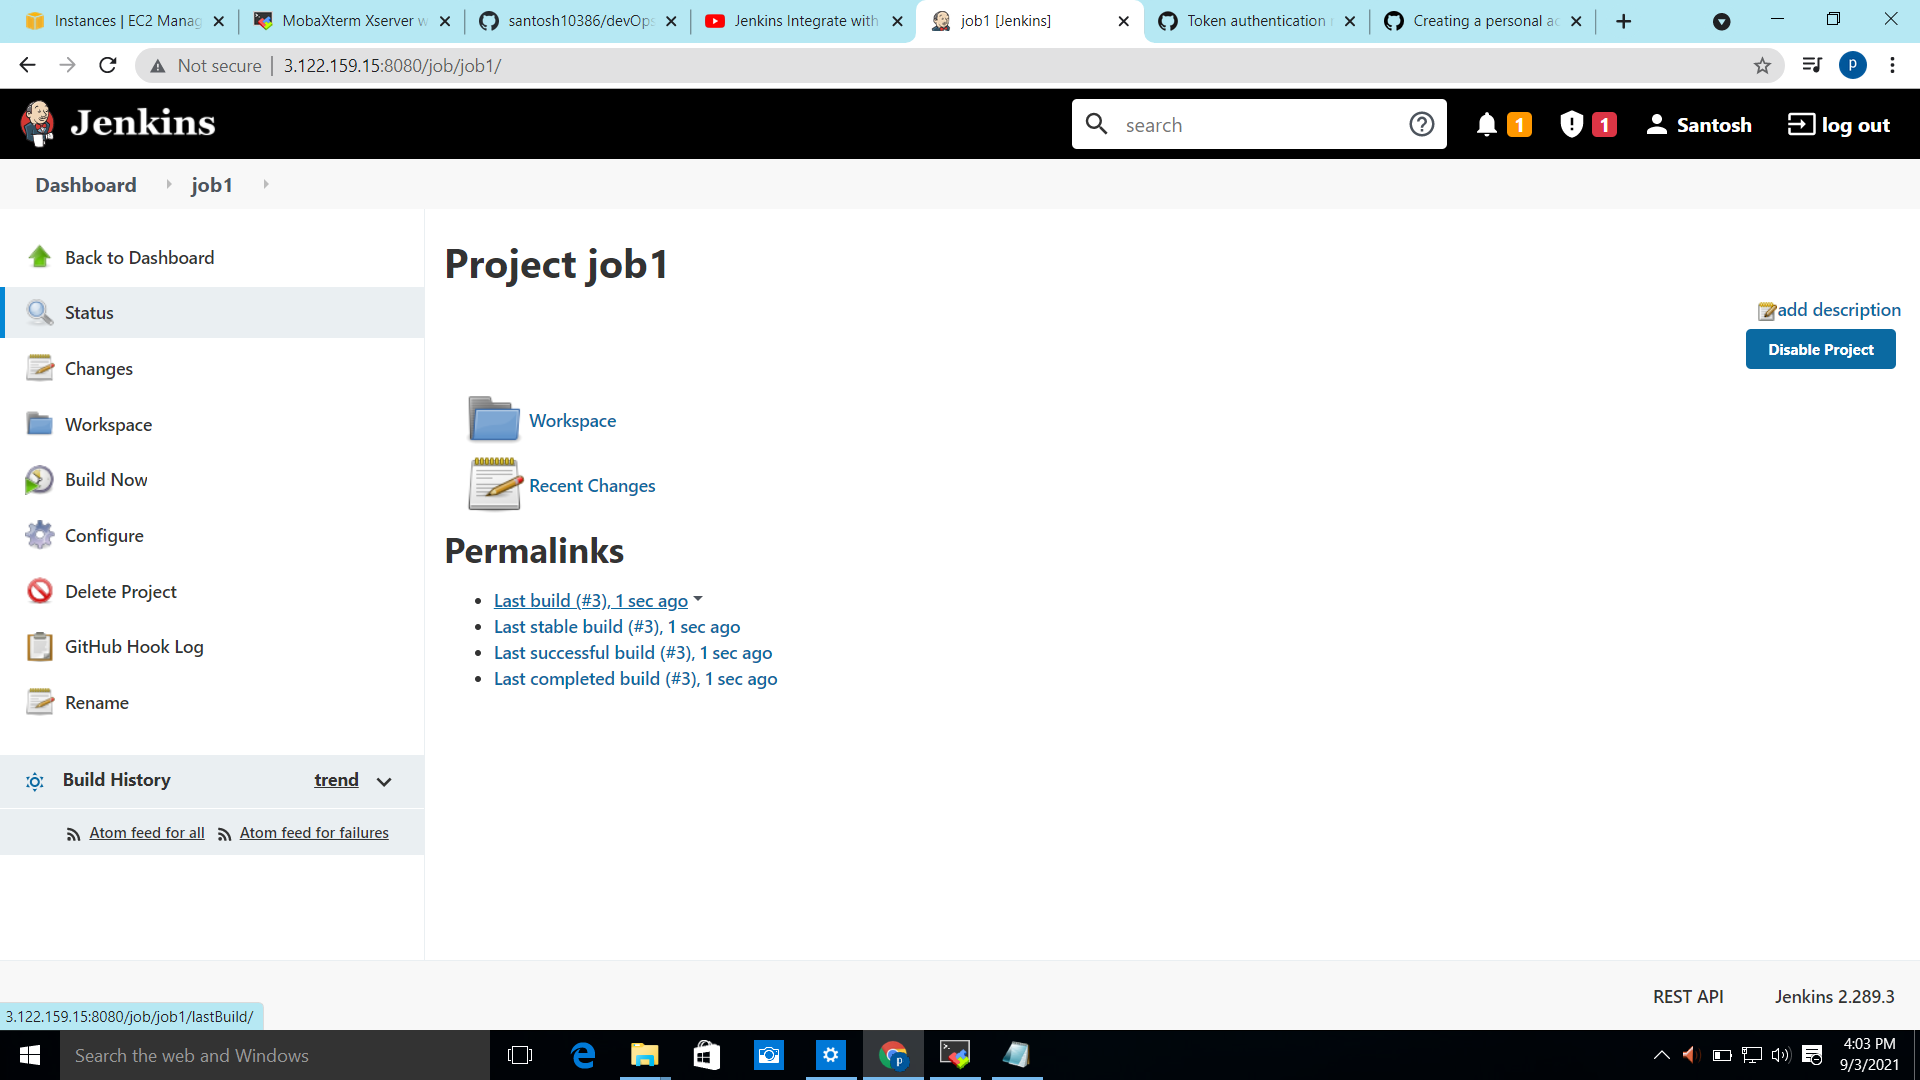 Instances | EC2 Manag
MobaXterm Xserver w
santosh10386/devOps
Jenkins Integrate with
job1 [Jenkins]
Token authentication r
Creating a personal ac
Not secure
3.122.159.15:8080/job/job1/
P
Jenkins
search
1
1
Santosh
log out
Dashboard
job1
Back to Dashboard
Status
Changes
Workspace
Build Now
Configure
Delete Project
GitHub Hook Log
Rename
Build History
trend
Atom feed for all
Atom feed for failures
Project job1
add description
Disable Project
Workspace
Recent Changes
Permalinks
Last build (#3), 1 sec ago
Last stable build (#3), 1 sec ago
Last successful build (#3), 1 sec ago
Last completed build (#3), 1 sec ago
REST API
Jenkins 2.289.3
3.122.159.15:8080/job/job1/lastBuild/
Search the web and Windows
4:03 PM
9/3/2021